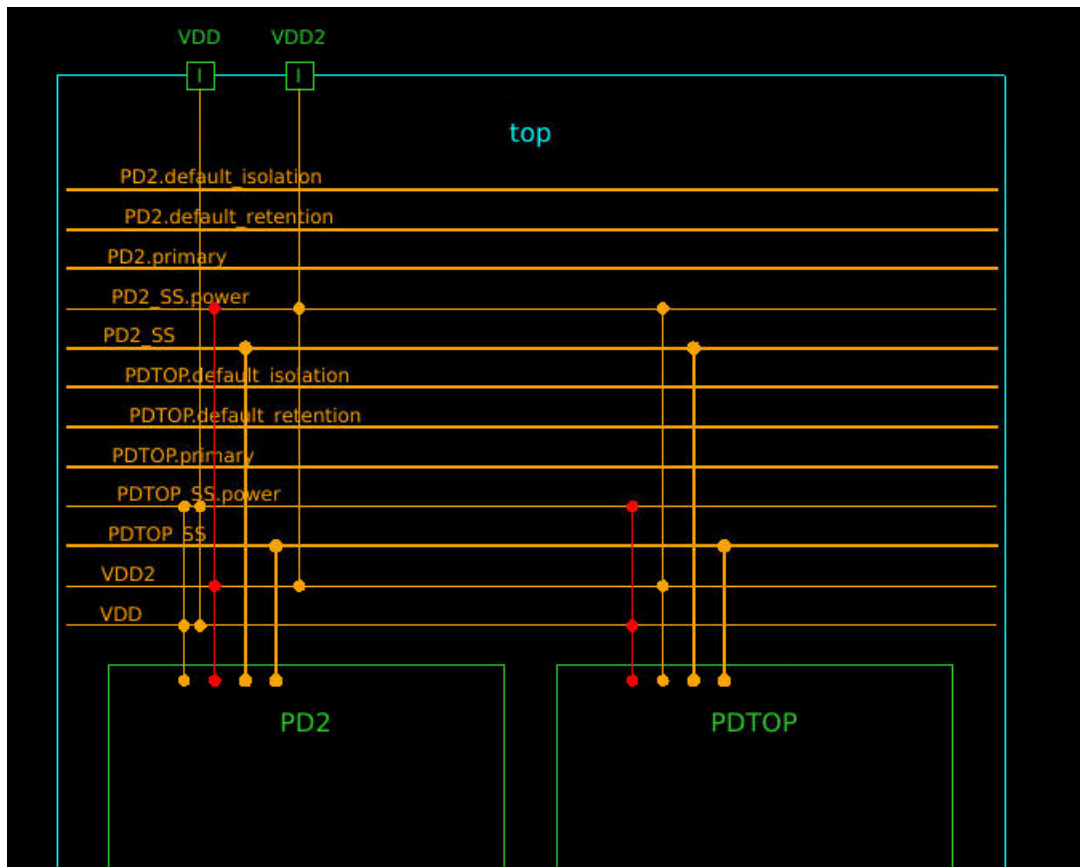 VDD VDD2
I I
top
PD2.default_isolation
PD2.default_retention
PD2.primary
PD2_SS.power
PD2_SS
PDTOP.default_isolation
PDTOP.default_retention
PDTOP.primary
PDTOP_SS.power
PDTOP_SS
VDD2
VDD
PD2 PDTOP